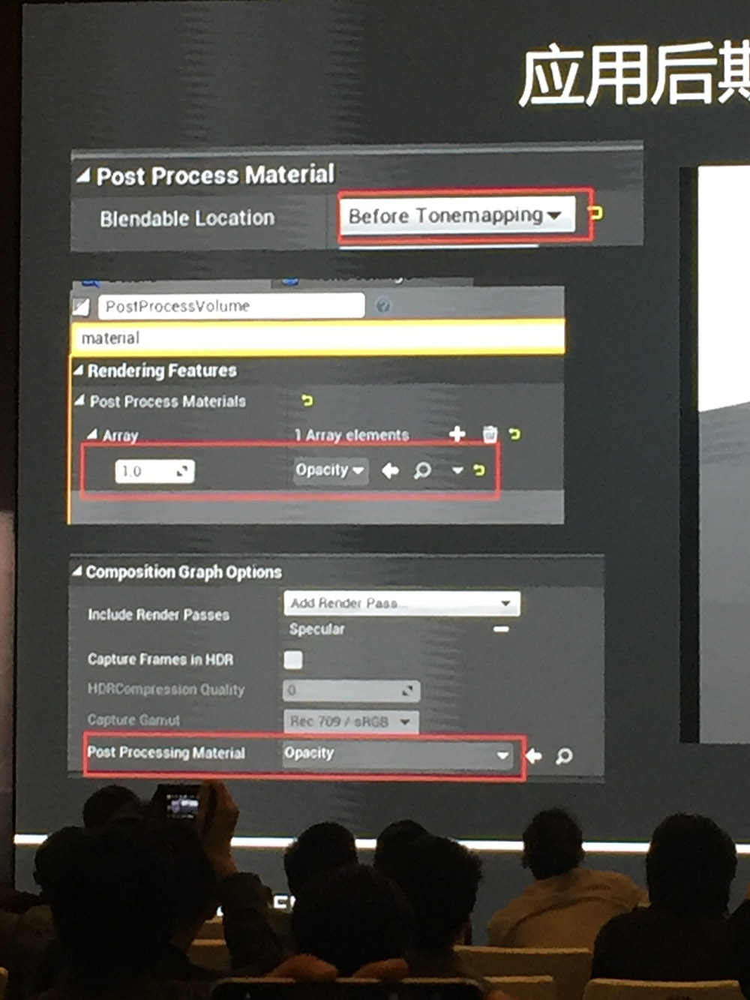 应用后期
Post Process Material
Blendable Location Before Tonemapping
PostProcessVolume
material
Rendering Features
Post Process Materials
Array 1 Array elements
1.0 Opacity
Composition Graph Options
Include Render Passes Add Render Pass...
Specular
Capture Frames in HDR
HDRCompression Quality 0
Capture Gamut Rec 709 / sRGB
Post Processing Material Opacity